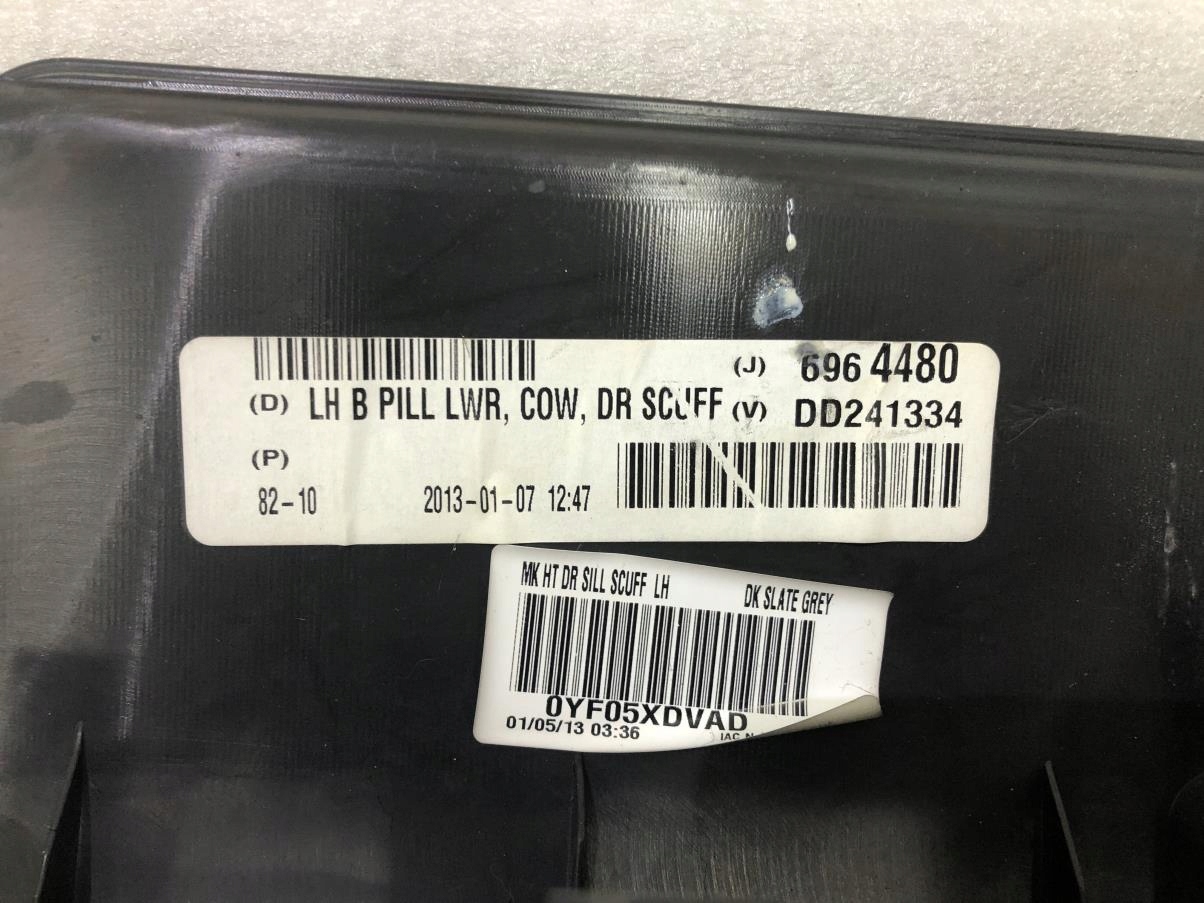 (J) 696 4480
(D) LH B PILL LWR, COW, DR SCUFF (V) DD241334
(P)
82-10 2013-01-07 12:47
MK HT DR SILL SCUFF LH DK SLATE GREY
0YF05XDVAD
01/05/13 03:36 IAC